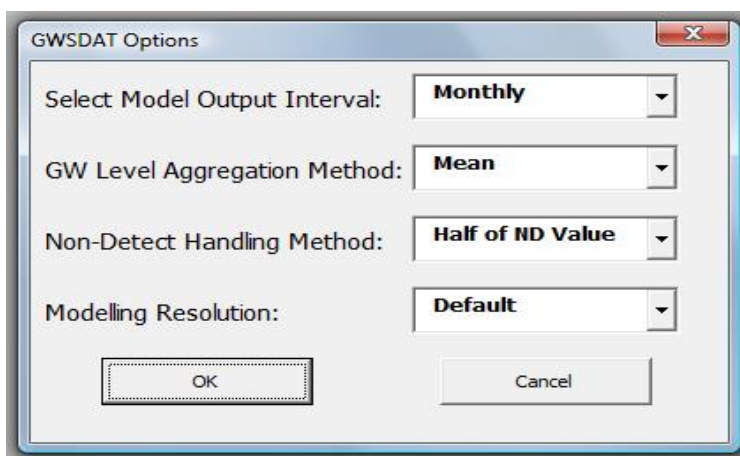 GWSDAT Options
Select Model Output Interval: Monthly
GW Level Aggregation Method: Mean
Non-Detect Handling Method: Half of ND Value
Modelling Resolution: Default
OK Cancel